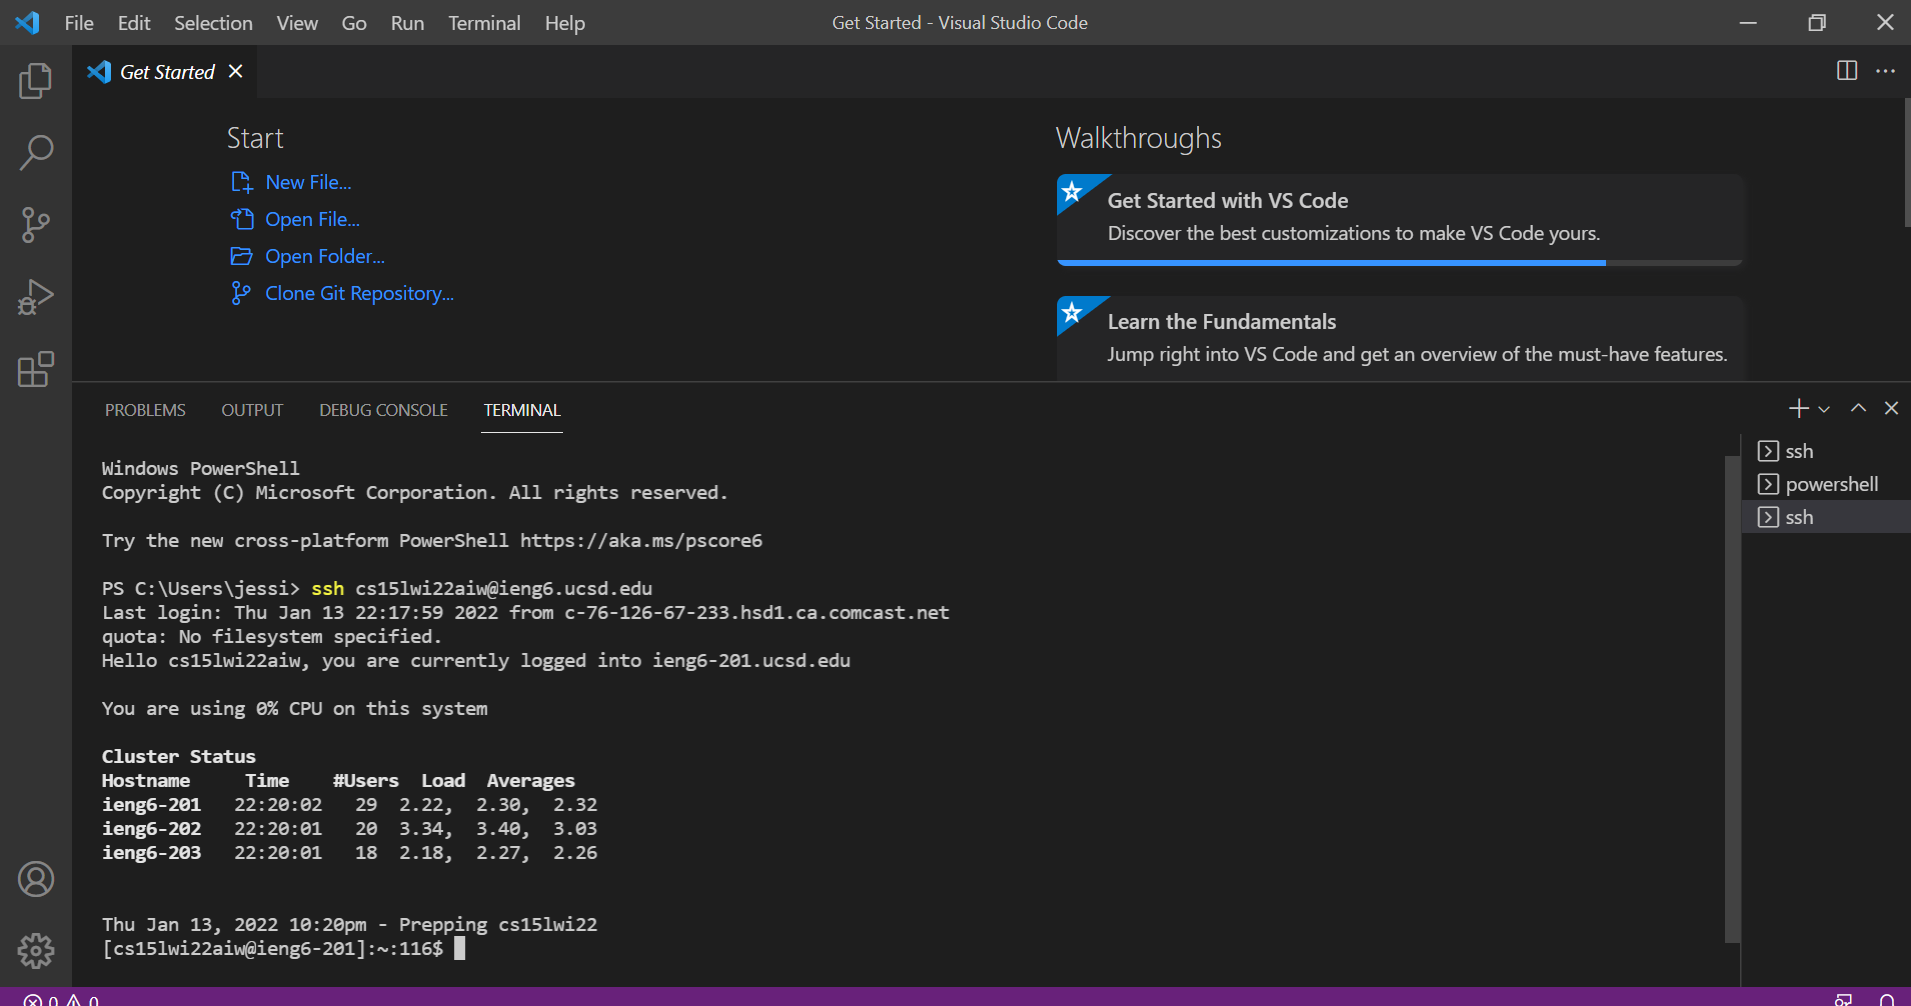 File Edit Selection View Go Run Terminal Help Get Started - Visual Studio Code
Get Started
Start
New File...
Open File...
Open Folder...
Clone Git Repository...
Walkthroughs
Get Started with VS Code
Discover the best customizations to make VS Code yours.
Learn the Fundamentals
Jump right into VS Code and get an overview of the must-have features.
PROBLEMS OUTPUT DEBUG CONSOLE TERMINAL
Windows PowerShell
Copyright (C) Microsoft Corporation. All rights reserved.
Try the new cross-platform PowerShell https://aka.ms/pscore6
PS C:\Users\jessi> ssh cs15lwi22aiw@ieng6.ucsd.edu
Last login: Thu Jan 13 22:17:59 2022 from c-76-126-67-233.hsd1.ca.comcast.net
quota: No filesystem specified.
Hello cs15lwi22aiw, you are currently logged into ieng6-201.ucsd.edu
You are using 0% CPU on this system
Cluster Status
Hostname Time #Users Load Averages
ieng6-201 22:20:02 29 2.22, 2.30, 2.32
ieng6-202 22:20:01 20 3.34, 3.40, 3.03
ieng6-203 22:20:01 18 2.18, 2.27, 2.26
Thu Jan 13, 2022 10:20pm - Prepping cs15lwi22
[cs15lwi22aiw@ieng6-201]:~:116$
ssh
powershell
ssh
0 0